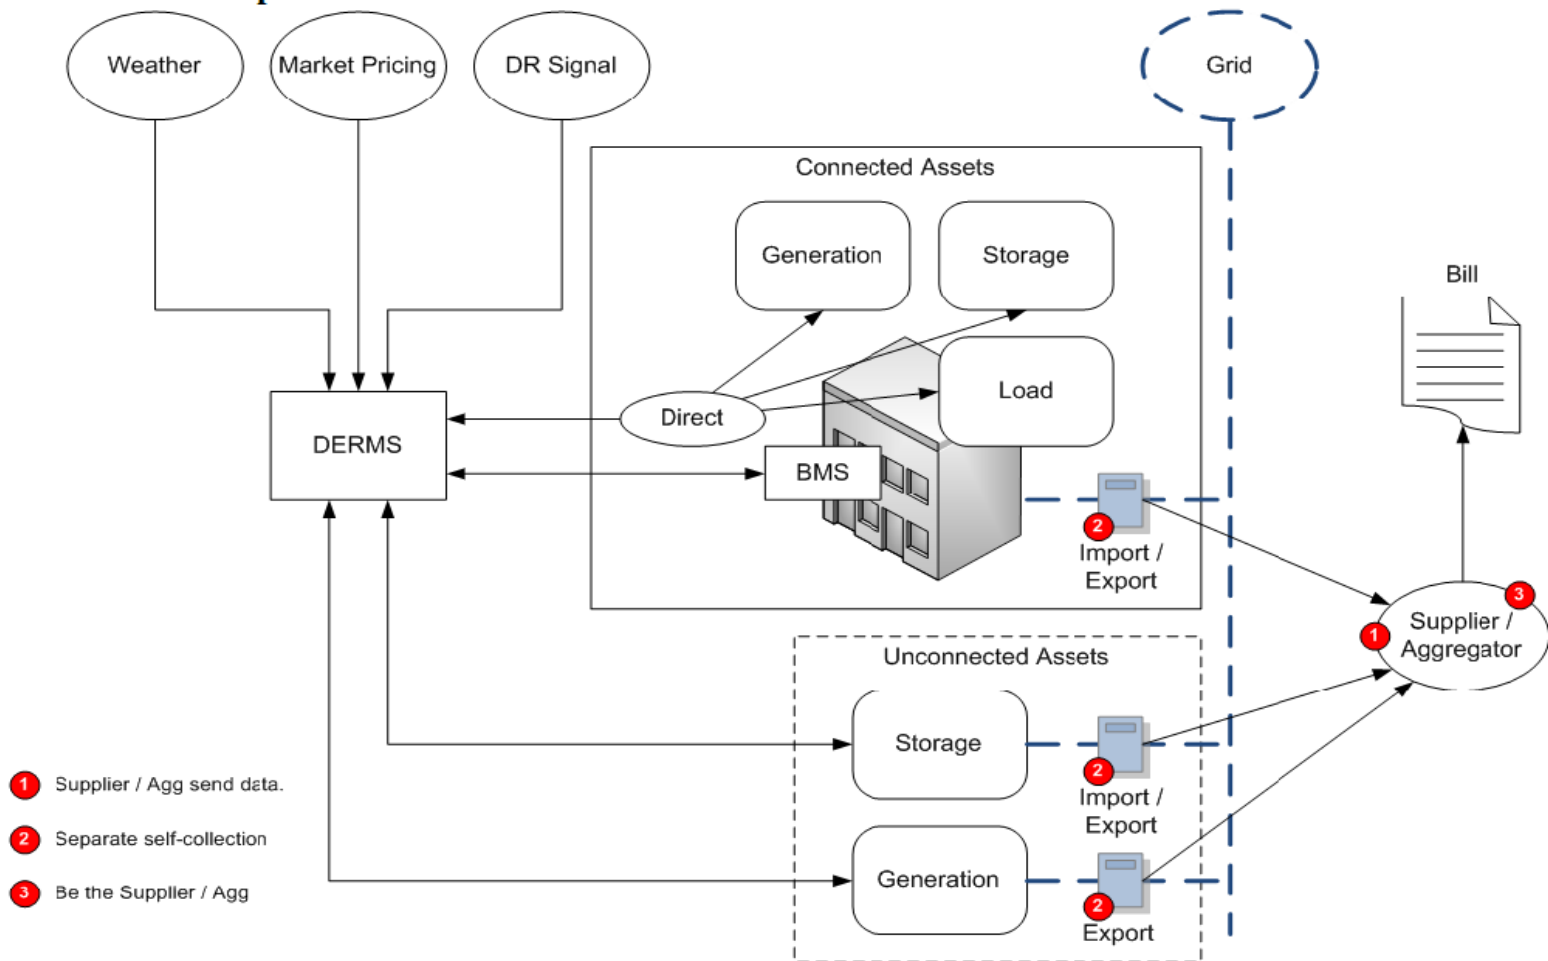 Weather
Market Pricing
DR Signal
Grid
Connected Assets
Generation
Storage
Bill
Load
Direct
DERMS
BMS
2
Import /
Export
3
Supplier /
1
Aggregator
Unconnected Assets
Storage
2
Import /
Export
1 Supplier / Agg send data.
2 Separate self-collection
Generation
3 Be the Supplier / Agg
2
Export